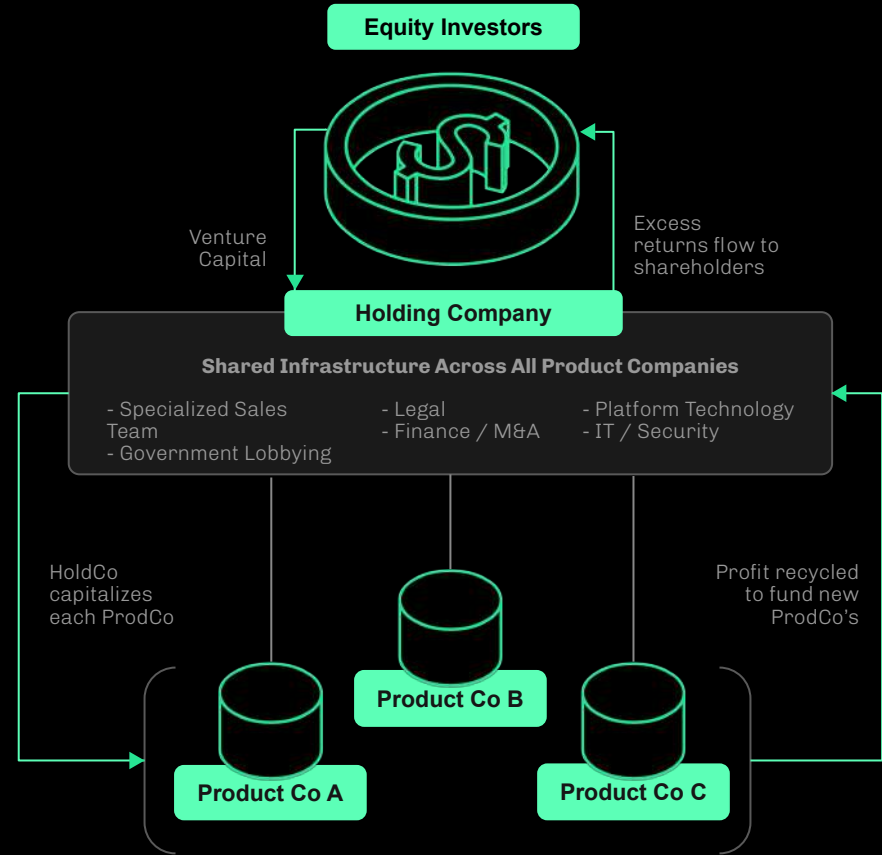 Equity Investors
Venture
Capital
Excess
returns flow to
shareholders
Holding Company
Shared Infrastructure Across All Product Companies
- Specialized Sales
Team
- Government Lobbying
- Legal
- Finance / M&A
- Platform Technology
- IT / Security
HoldCo
capitalizes
each ProdCo
Profit recycled
to fund new
ProdCo’s
Product Co B
Product Co A
Product Co C